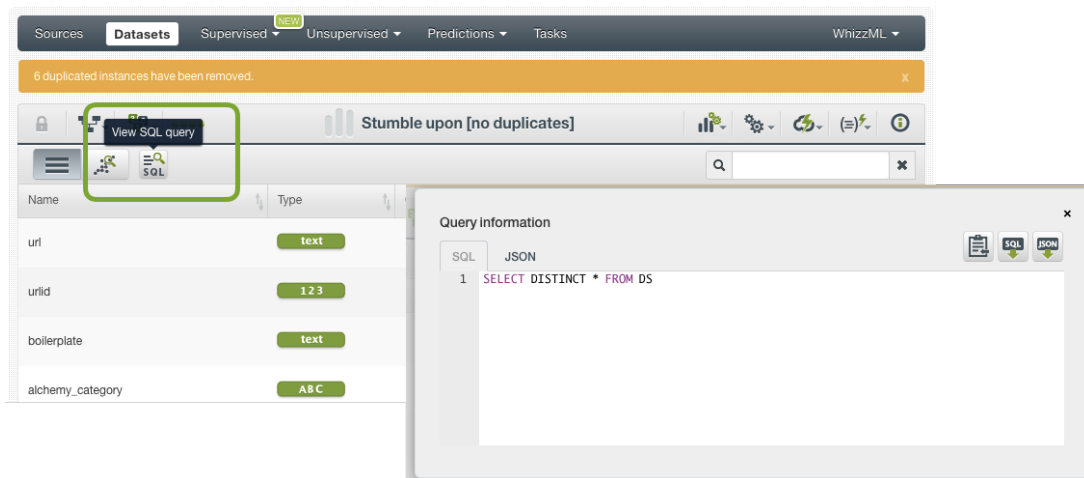 Sources Datasets Supervised NEW Unsupervised Predictions Tasks WhizzML
6 duplicated instances have been removed. x
View SQL query
Stumble upon [no duplicates]
SQL
Name Type
url text
urlid 123
boilerplate text
alchemy_category ABC
Query information ×
SQL JSON SQL JSON
1 SELECT DISTINCT * FROM DS